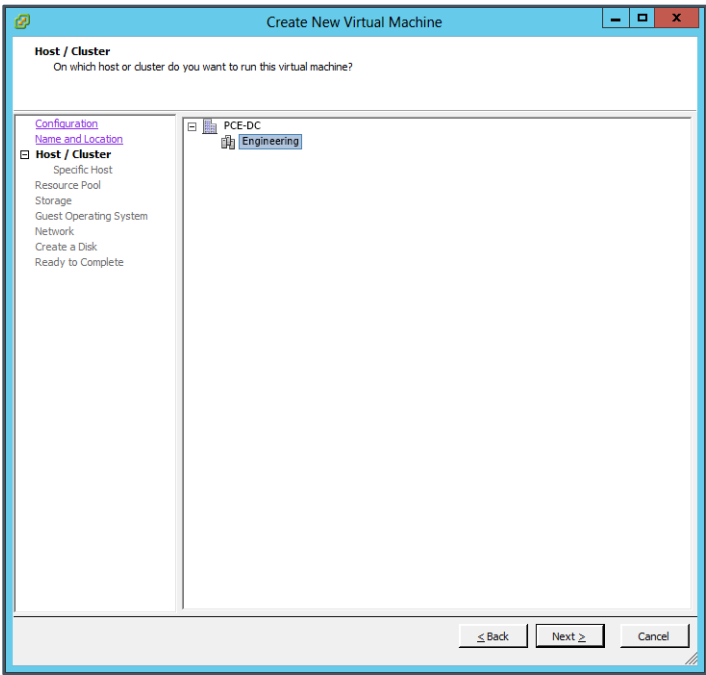 Create New Virtual Machine
Host / Cluster
On which host or cluster do you want to run this virtual machine?
Configuration
Name and Location
Host / Cluster
Specific Host
Resource Pool
Storage
Guest Operating System
Network
Create a Disk
Ready to Complete
PCE-DC
Engineering
< Back
Next >
Cancel